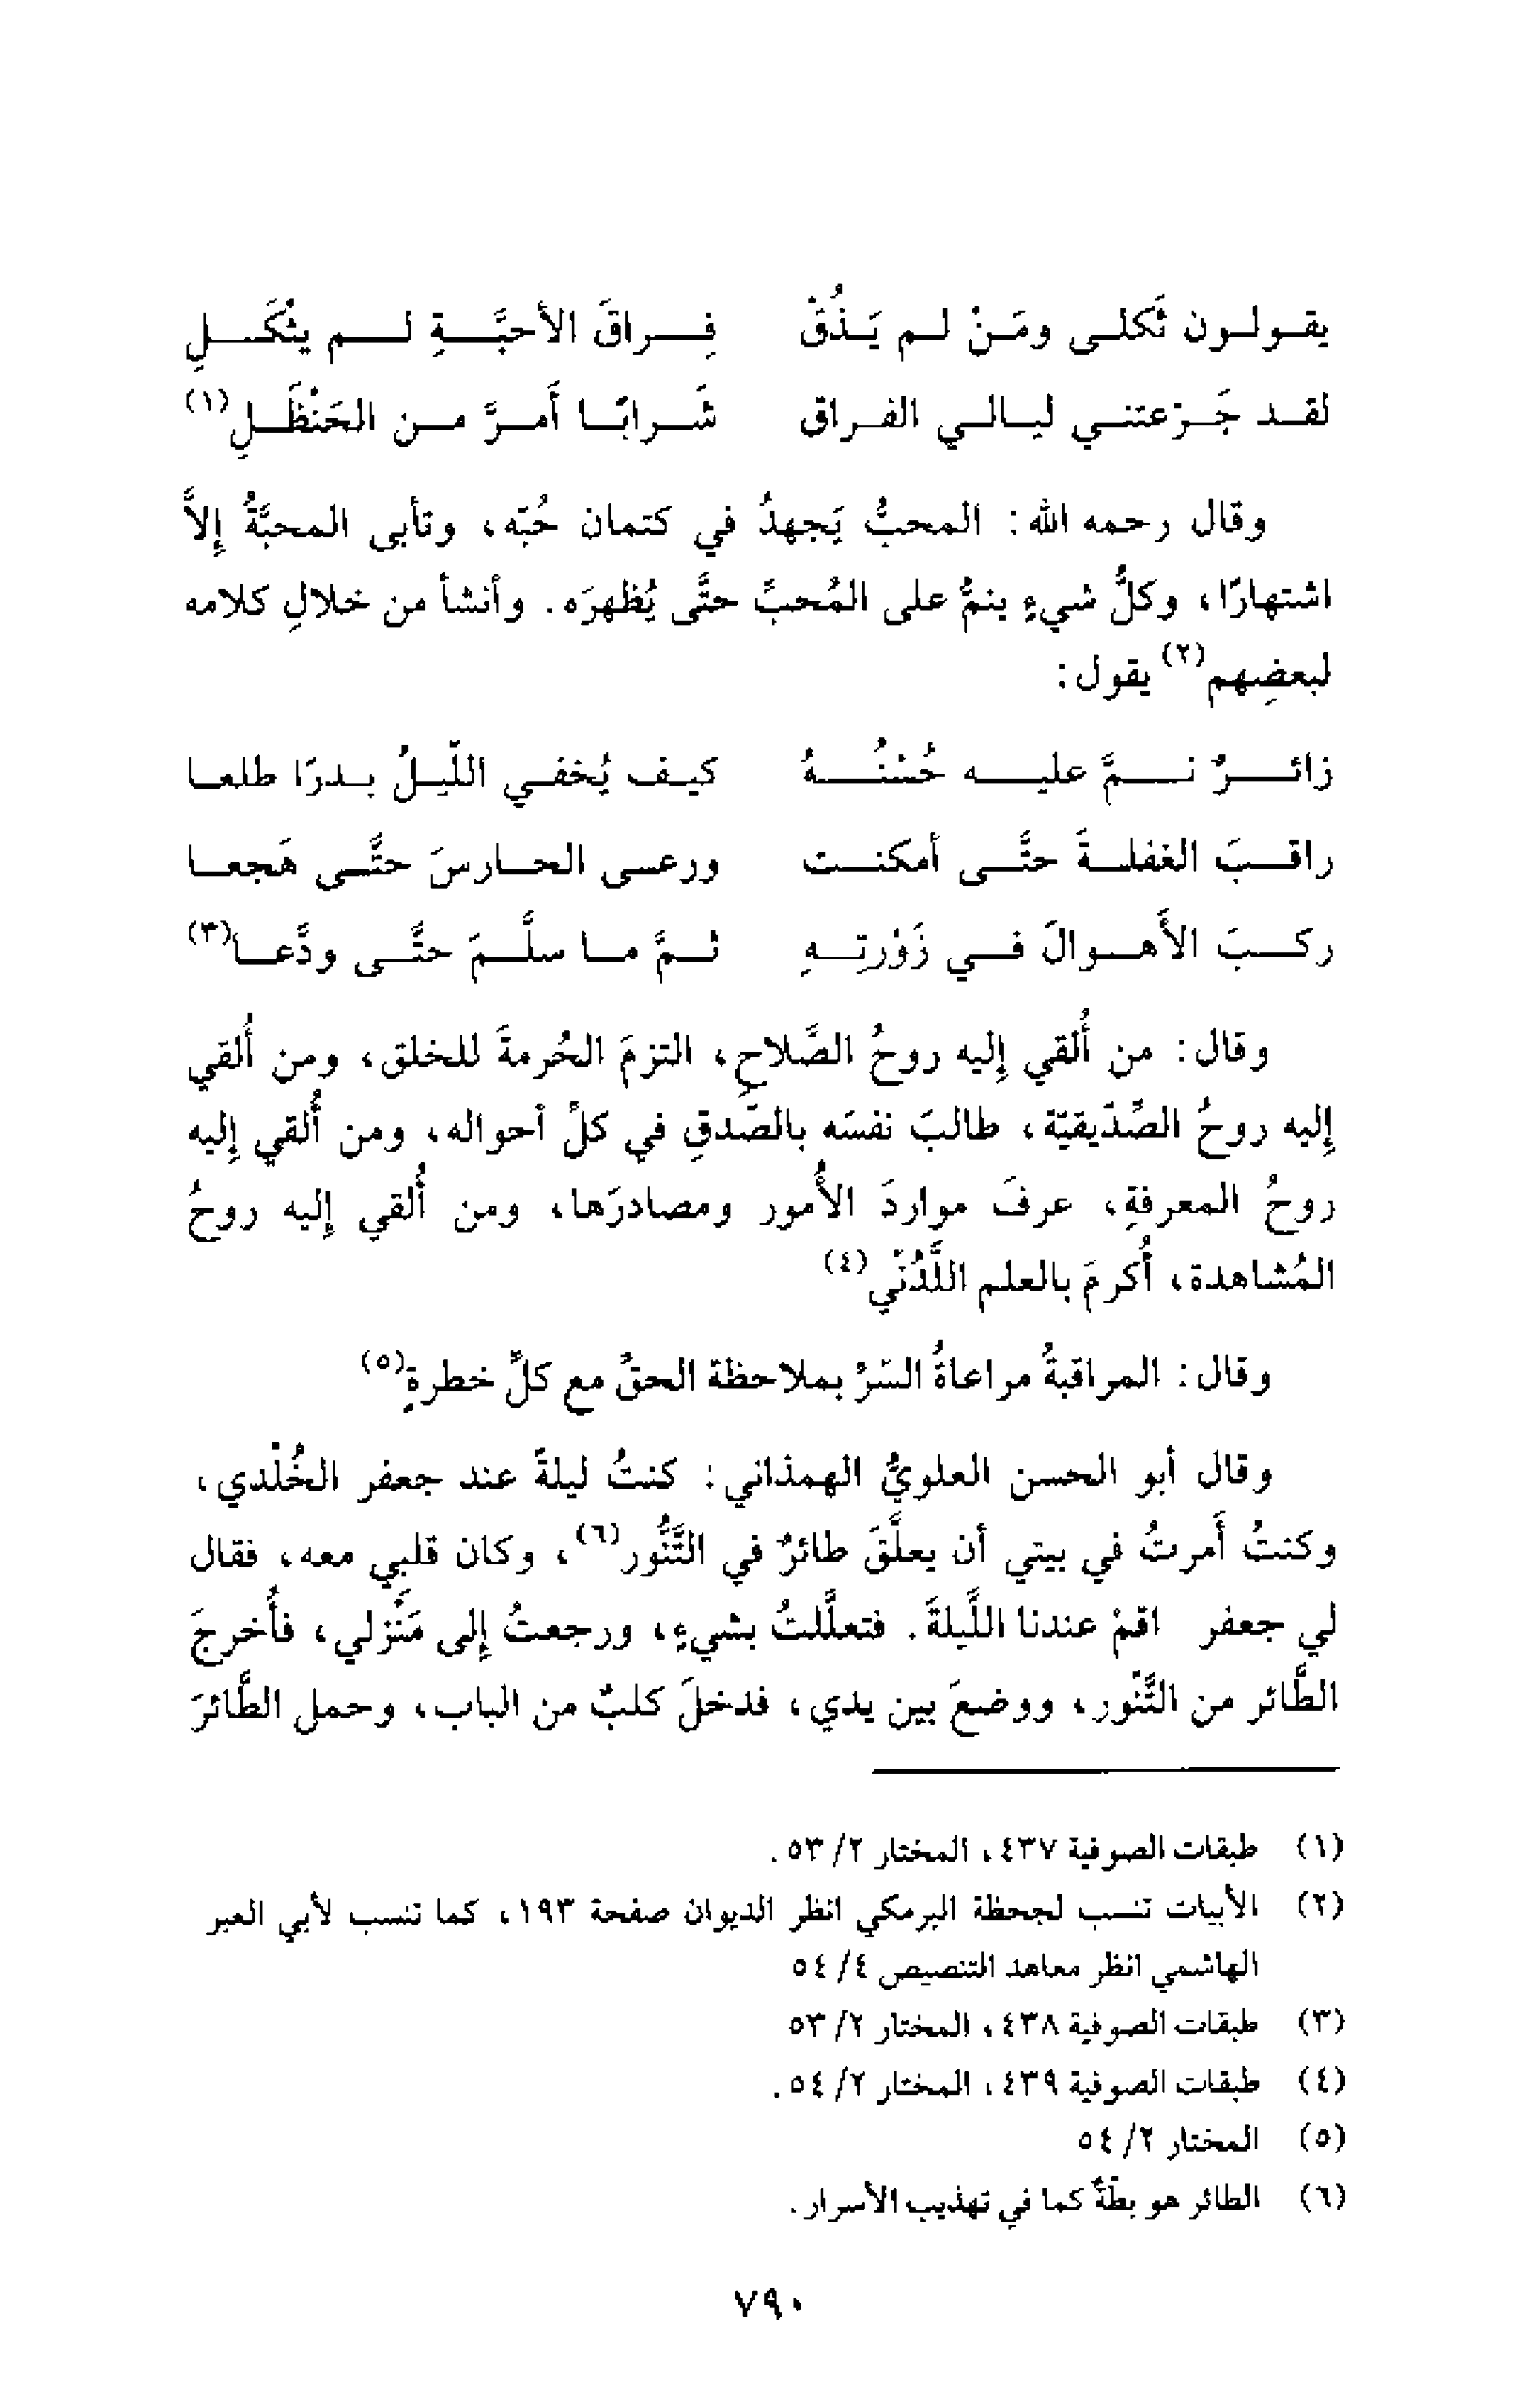 يقولون ثَكلى ومَنْ لم يَذُقْ فِراقَ الأحبَّةِ لم يثْكَلِ
لقد جَرّعتني ليالي الفراق شَرابًا أَمرَّ من الحَنْظَلِ(١)
وقال رحمه الله: المحبُّ يَجهدُ في كتمان حُبّه، وتأبى المحبَّةُ إلاَّ
اشتهارًا، وكلُّ شيءٍ ينمُّ على المُحبِّ حتَّى يُظهرَه. وأنشأ من خلالِ كلامه
لبعضِهم(٢) يقول:
زائرٌ نمَّ عليه حُسْنُهُ كيف يُخفي اللّيلُ بدرًا طلعا
راقبَ الغفلةَ حتَّى أمكنت ورعى الحارسَ حتَّى هَجعا
ركبَ الأَهوالَ في زَوْرتِهِ ثمَّ ما سلَّمَ حتَّى ودَّعا(٣)
وقال: من أُلقي إليه روحُ الصَّلاحِ، التزمَ الحُرمةَ للخلق، ومن أُلقي
إليه روحُ الصِّدّيقيّة، طالبَ نفسَه بالصّدقِ في كلِّ أحواله، ومن أُلقي إليه
روحُ المعرفةِ، عرفَ مواردَ الأُمور ومصادرَها، ومن أُلقي إليه روحُ
المُشاهدة، أُكرمَ بالعلم اللَّدُنّي(٤)
وقال: المراقبةُ مراعاةُ السّرِّ بملاحظة الحقِّ مع كلِّ خطرةٍ(٥)
وقال أبو الحسن العلويُّ الهمذاني: كنتُ ليلةً عند جعفر الخُلْدي،
وكنتُ أَمرتُ في بيتي أن يعلَّقَ طائرٌ في التَّنُّور(٦)، وكان قلبي معه، فقال
لي جعفر اقمْ عندنا اللَّيلةَ. فتعلَّلتُ بشيءٍ، ورجعتُ إلى مَنْزلي، فأُخرجَ
الطَّائر من التَّنّور، ووضعَ بين يدي، فدخلَ كلبٌ من الباب، وحمل الطَّائرَ
(١) طبقات الصوفية ٤٣٧، المختار ٢/ ٥٣.
(٢) الأبيات تنسب لجحظة البرمكي انظر الديوان صفحة ١٩٣، كما تنسب لأبي العبر
الهاشمي انظر معاهد التنصيص ٤/ ٥٤
(٣) طبقات الصوفية ٤٣٨، المختار ٢/ ٥٣
(٤) طبقات الصوفية ٤٣٩، المختار ٢/ ٥٤.
(٥) المختار ٢/ ٥٤
(٦) الطائر هو بطّةٌ كما في تهذيب الأسرار.
٧٩٠